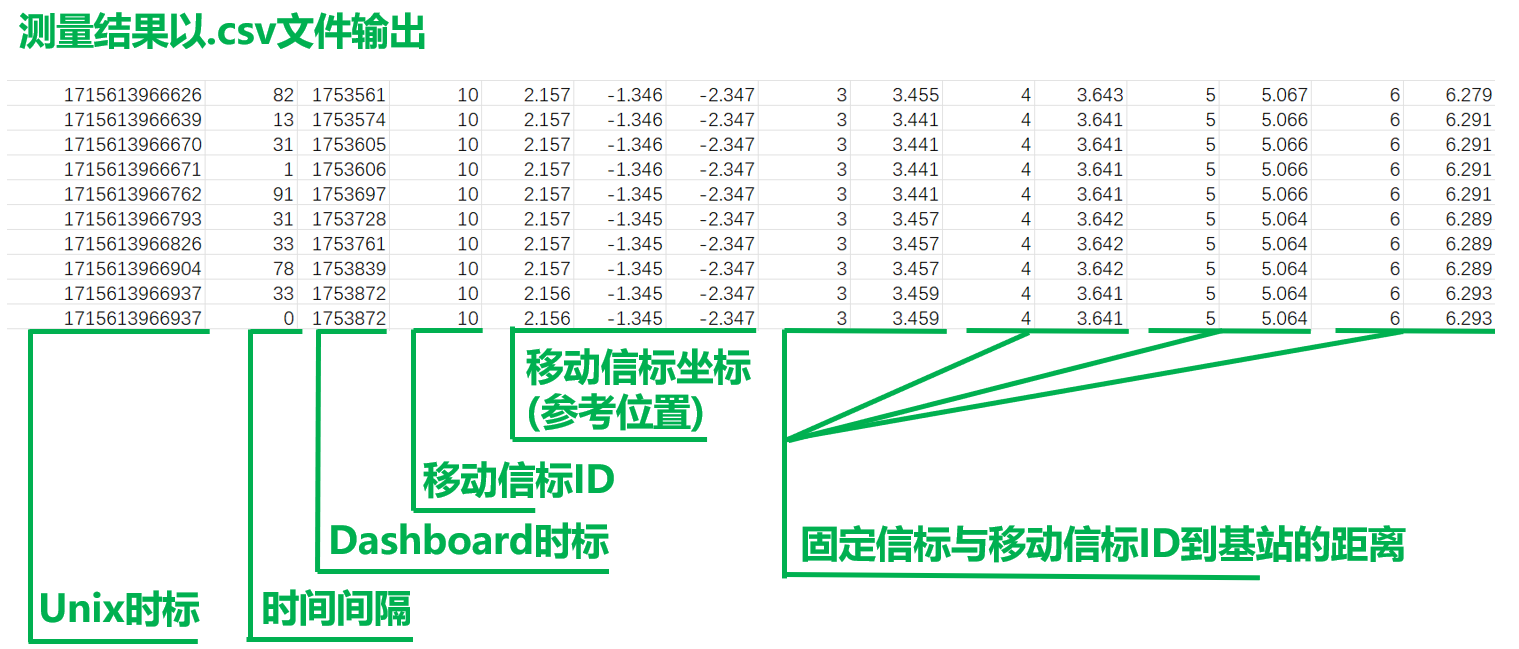 测量结果以.csv文件输出
1715613966626 82 1753561 10 2.157 -1.346 -2.347 3 3.455 4 3.643 5 5.067 6 6.279
1715613966639 13 1753574 10 2.157 -1.346 -2.347 3 3.441 4 3.641 5 5.066 6 6.291
1715613966670 31 1753605 10 2.157 -1.346 -2.347 3 3.441 4 3.641 5 5.066 6 6.291
1715613966671 1 1753606 10 2.157 -1.346 -2.347 3 3.441 4 3.641 5 5.066 6 6.291
1715613966762 91 1753697 10 2.157 -1.345 -2.347 3 3.441 4 3.641 5 5.066 6 6.291
1715613966793 31 1753728 10 2.157 -1.345 -2.347 3 3.457 4 3.642 5 5.064 6 6.289
1715613966826 33 1753761 10 2.157 -1.345 -2.347 3 3.457 4 3.642 5 5.064 6 6.289
1715613966904 78 1753839 10 2.157 -1.345 -2.347 3 3.457 4 3.642 5 5.064 6 6.289
1715613966937 33 1753872 10 2.156 -1.345 -2.347 3 3.459 4 3.641 5 5.064 6 6.293
1715613966937 0 1753872 10 2.156 -1.345 -2.347 3 3.459 4 3.641 5 5.064 6 6.293
移动信标坐标
(参考位置)
移动信标ID
Dashboard时标
固定信标与移动信标ID到基站的距离
Unix时标
时间间隔